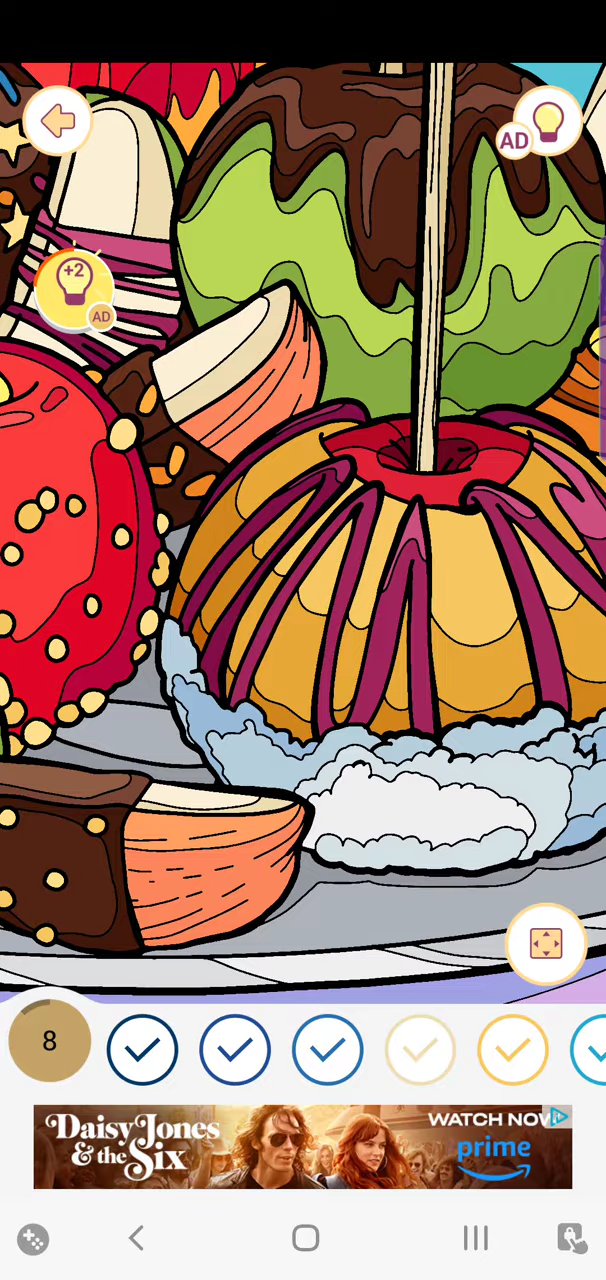 AD
+2
AD
8
DAISY JONES
& the SIX
WATCH NOW
prime